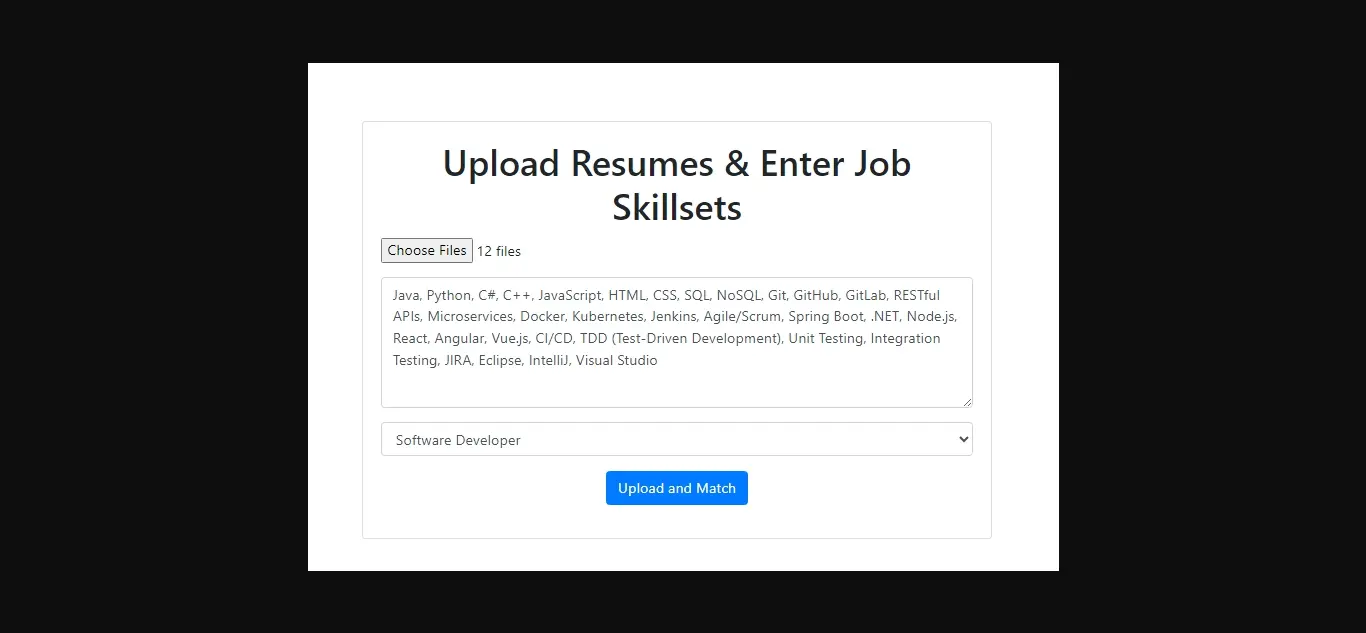 Upload Resumes & Enter Job
Skillsets
Choose Files 12 files
Java, Python, C#, C++, JavaScript, HTML, CSS, SQL, NoSQL, Git, GitHub, GitLab, RESTful
APIs, Microservices, Docker, Kubernetes, Jenkins, Agile/Scrum, Spring Boot, .NET, Node.js,
React, Angular, Vue.js, CI/CD, TDD (Test-Driven Development), Unit Testing, Integration
Testing, JIRA, Eclipse, IntelliJ, Visual Studio
Software Developer
Upload and Match